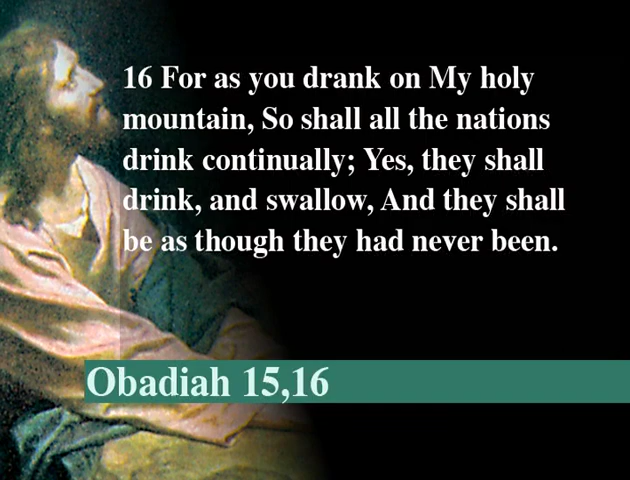 16 For as you drank on My holy
mountain, So shall all the nations
drink continually; Yes, they shall
drink, and swallow, And they shall
be as though they had never been.
Obadiah 15,16